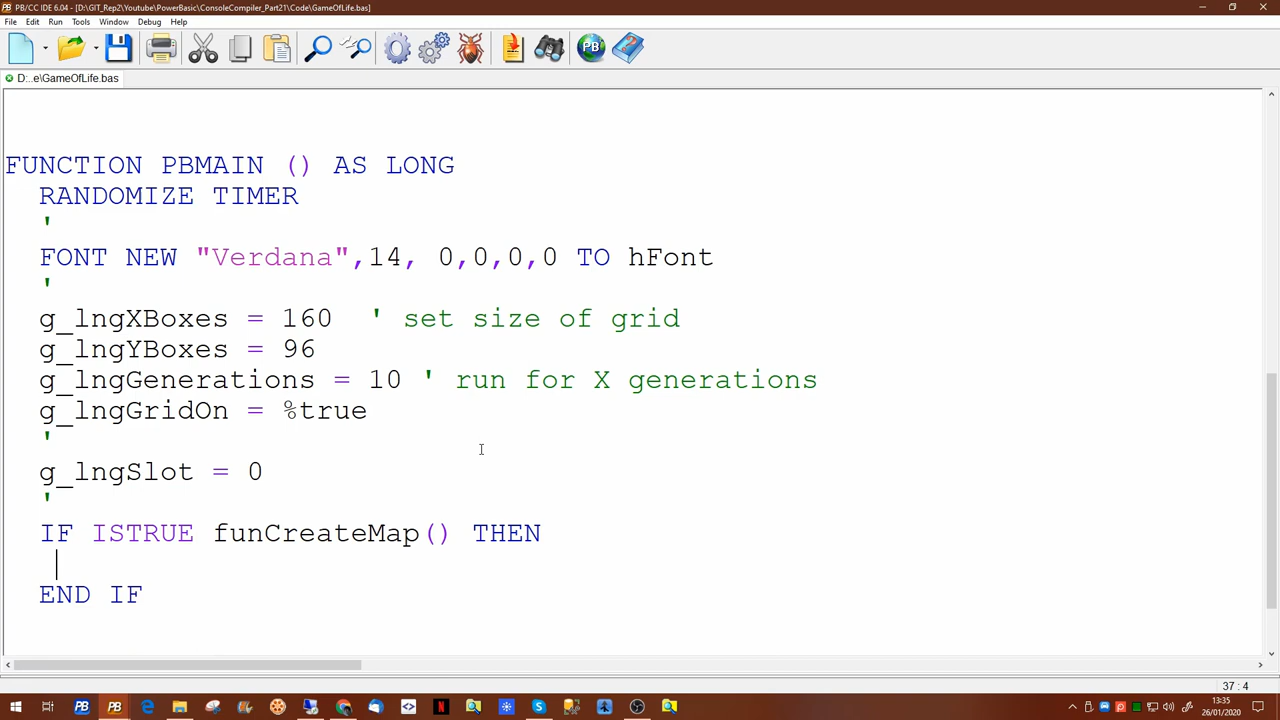 PB/CC IDE 6.04 - [D:\GIT_Rep2\Youtube\PowerBasic\ConsoleCompiler_Part21\Code\GameOfLife.bas]
File Edit Run Tools Window Debug Help
D:..e\GameOfLife.bas
FUNCTION PBMAIN () AS LONG
RANDOMIZE TIMER
'
FONT NEW "Verdana",14, 0,0,0,0 TO hFont
'
g_lngXBoxes = 160 ' set size of grid
g_lngYBoxes = 96
g_lngGenerations = 10 ' run for X generations
g_lngGridOn = %true
'
g_lngSlot = 0
'
IF ISTRUE funCreateMap() THEN
END IF
37 : 4
13:35
26/01/2020